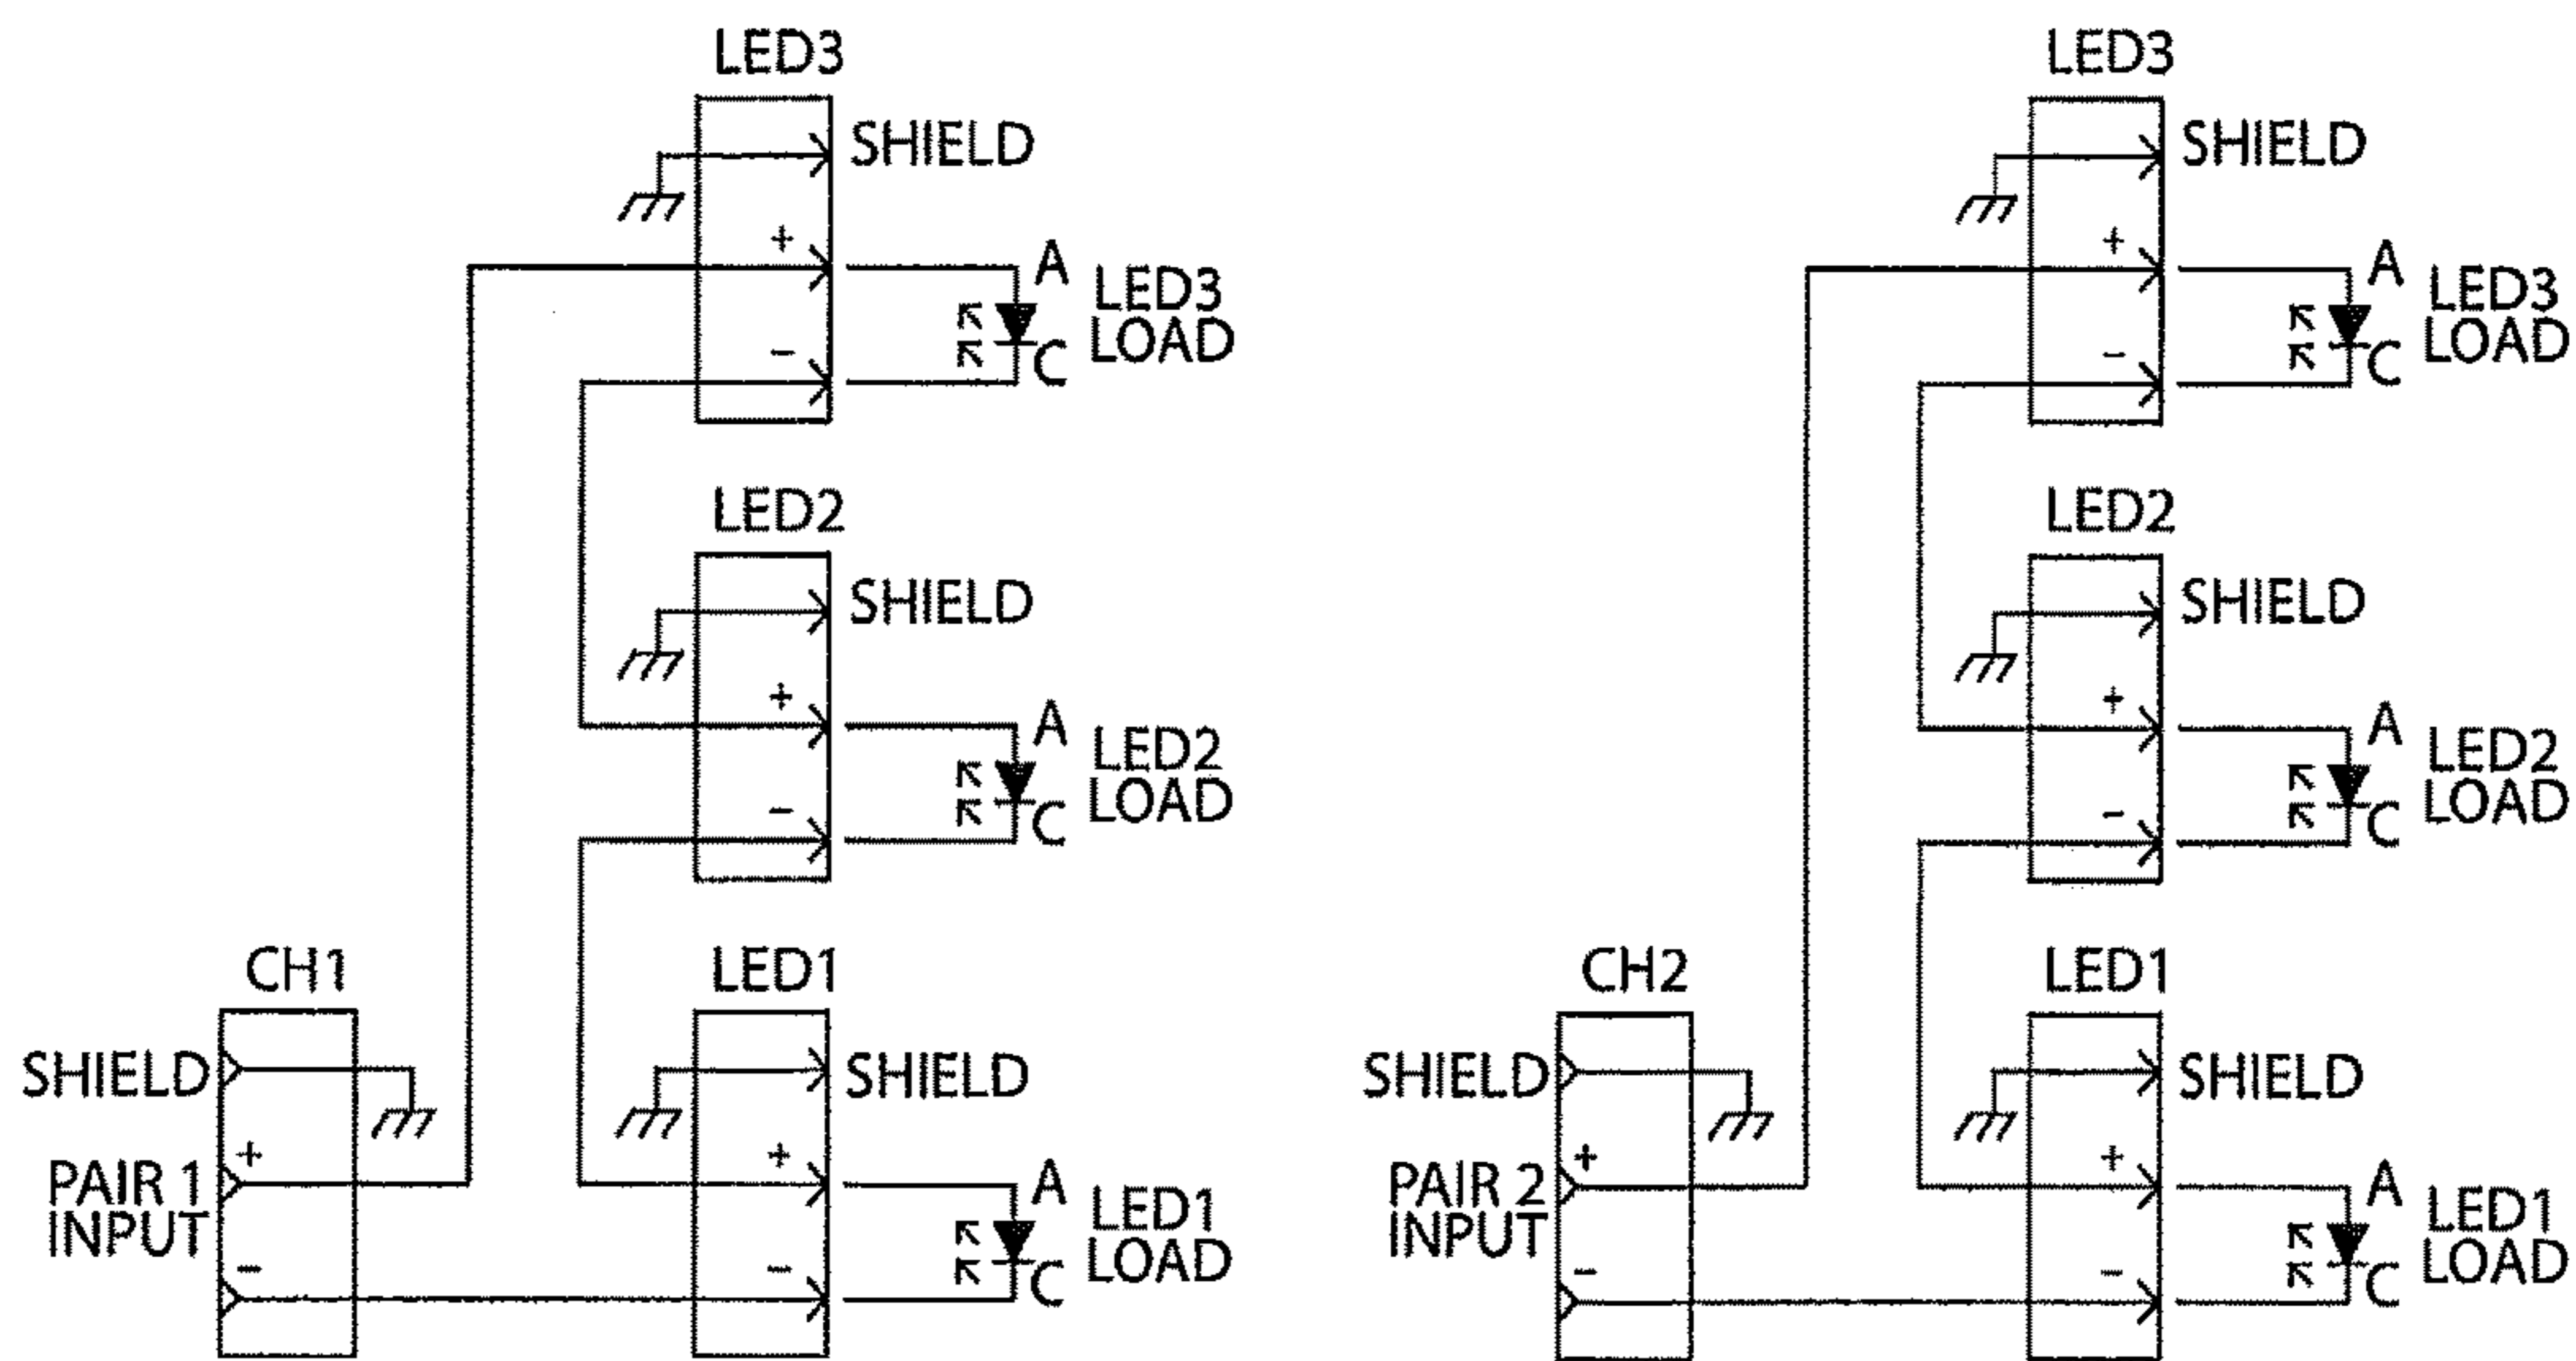 LED3
SHIELD
+
A
LED3
LOAD
-
C
LED2
SHIELD
+
A
LED2
LOAD
-
C
CH1
SHIELD
+
PAIR 1
INPUT
-
LED1
SHIELD
+
A
LED1
LOAD
-
C
LED3
SHIELD
+
A
LED3
LOAD
-
C
LED2
SHIELD
+
A
LED2
LOAD
-
C
CH2
SHIELD
+
PAIR 2
INPUT
-
LED1
SHIELD
+
A
LED1
LOAD
-
C